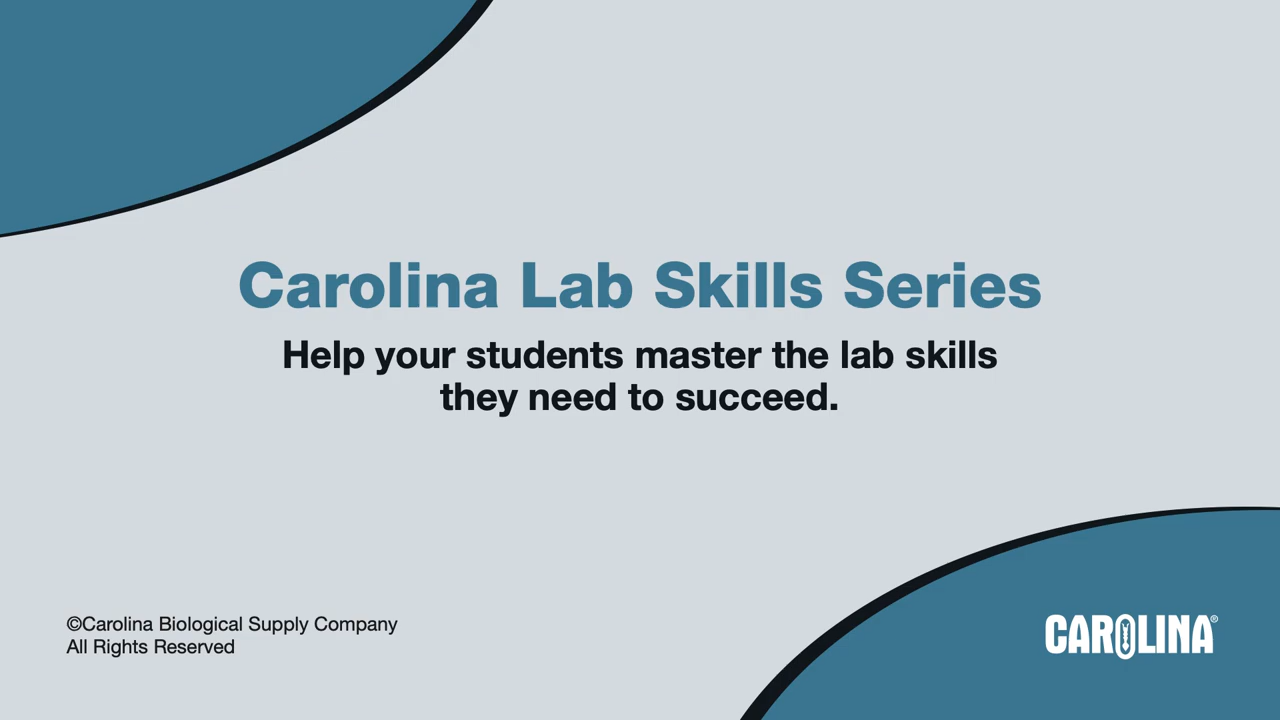 Carolina Lab Skills Series
Help your students master the lab skills
they need to succeed.
©Carolina Biological Supply Company
All Rights Reserved
CAROLINA®